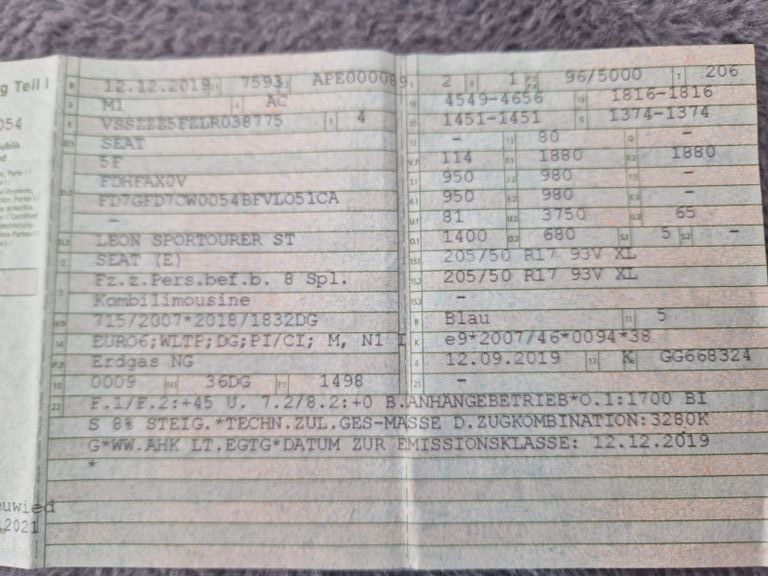 g Teil I
054
12.12.2019 7593 APE000089
M1 AC
4
SEAT
5F
FDHFAX0V
FD7GFD7CW0054BFVLO51CA
-
LEON SPORTOURER ST
SEAT (E)
Fz.z.Pers.bef.b. 8 Spl.
Kombilimousine
715/2007*2018/1832DG
EURO6;WLTP;DG;PI/CI; M, N1 I
Erdgas NG
0009 36DG 1498
2 1 96/5000 206
4549-4656 1816-1816
1451-1451 1374-1374
- 80 -
114 1880 1880
950 980 -
950 980 -
81 3750 65
1400 680 5 -
205/50 R17 93V XL
205/50 R17 93V XL
-
Blau 5
e9*2007/46*0094*38
12.09.2019 K GG668324
-
F.1/F.2:+45 U. 7.2/8.2:+0 B.ANHÄNGEBETRIEB*O.1:1700 BI
S 8% STEIG.*TECHN.ZUL.GES-MASSE D.ZUGKOMBINATION:3280K
G*WW.AHK LT.EGTG*DATUM ZUR EMISSIONSKLASSE: 12.12.2019
*
euwied
.2021